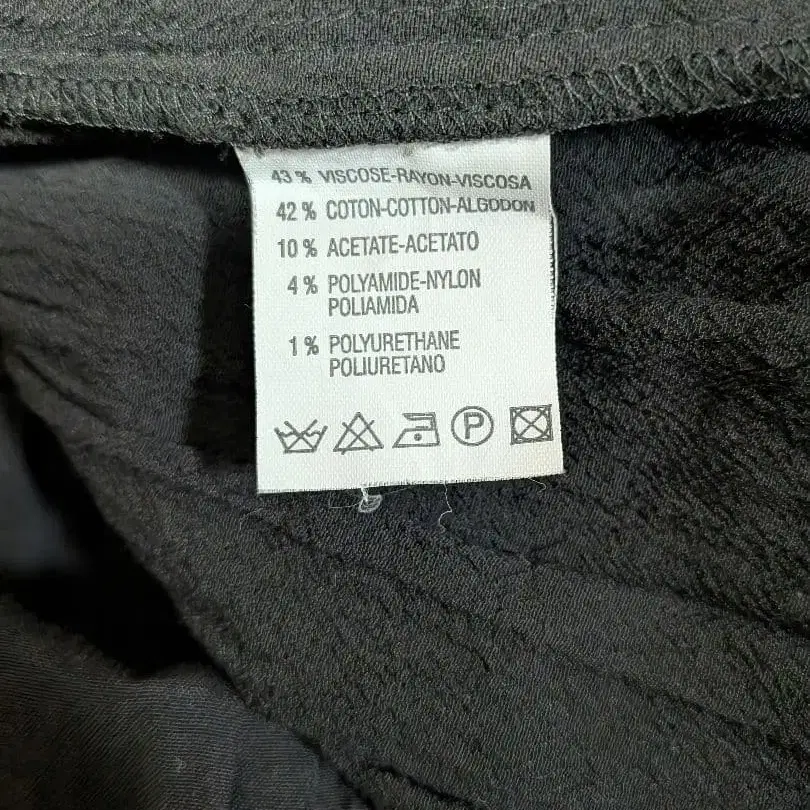 43 % VISCOSE-RAYON-VISCOSA
42 % COTON-COTTON-ALGODON
10 % ACETATE-ACETATO
4 % POLYAMIDE-NYLON
POLIAMIDA
1 % POLYURETHANE
POLIURETANO
P